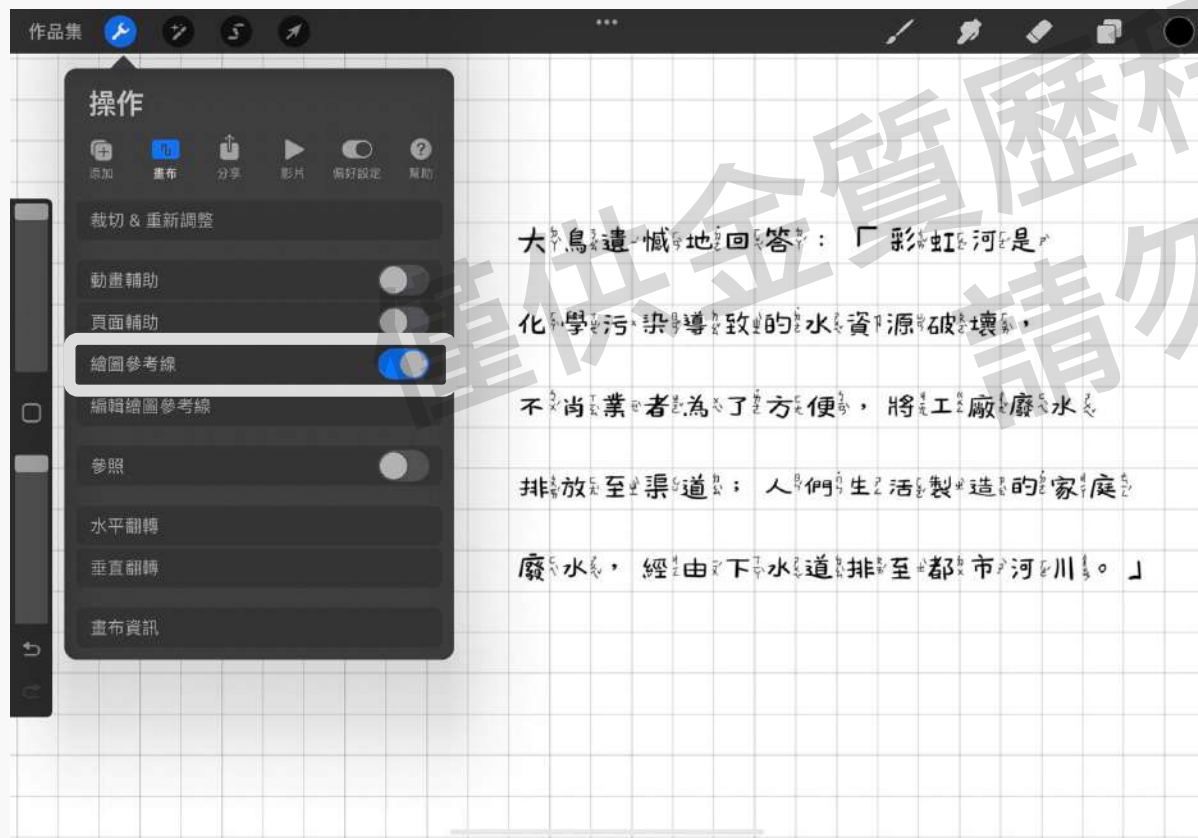 作品集
操作
添加 畫布 分享 影片 偏好設定 幫助
裁切 & 重新調整
動畫輔助
頁面輔助
繪圖參考線
編輯繪圖參考線
參照
水平翻轉
垂直翻轉
畫布資訊
大鳥遺憾地回答：「彩虹河是
化學污染導致的水資源破壞，
不肖業者為了方便，將工廠廢水
排放至渠道；人們生活製造的家庭
廢水，經由下水道排至都市河川。」
僅供金質歷程
請勿